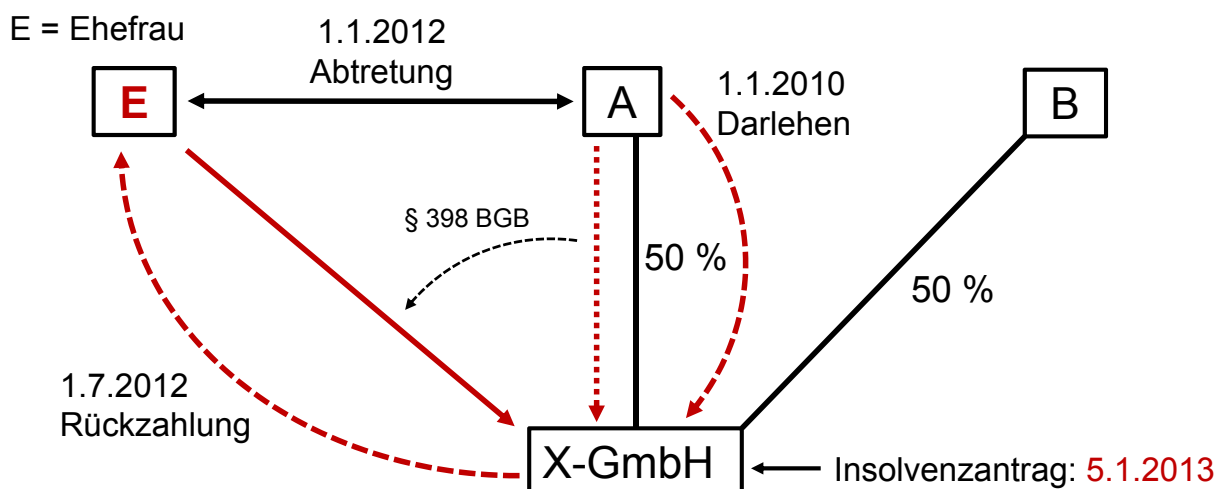 E = Ehefrau
1.1.2012
Abtretung
E
A
1.1.2010
Darlehen
B
§ 398 BGB
50 %
50 %
1.7.2012
Rückzahlung
X-GmbH
Insolvenzantrag: 5.1.2013